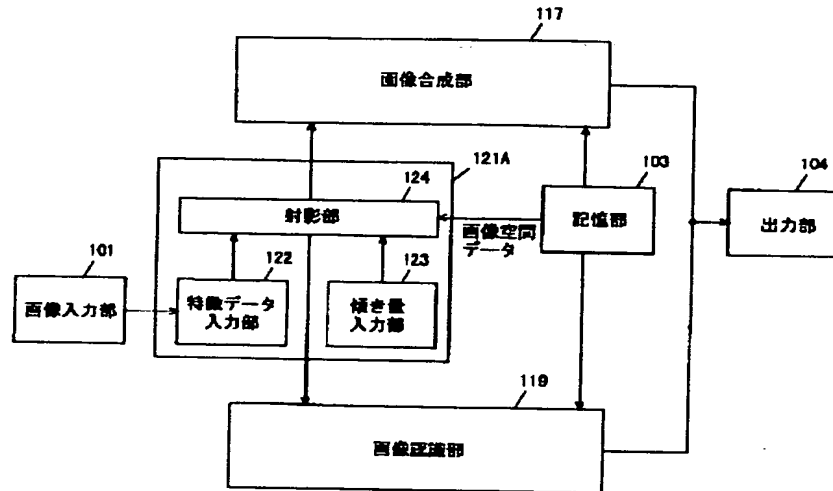 117
画像合成部
121A
124
103
104
射影部
記憶部
出力部
画像空間
データ
101
122
123
画像入力部
特徴データ
入力部
傾き量
入力部
119
画像認識部